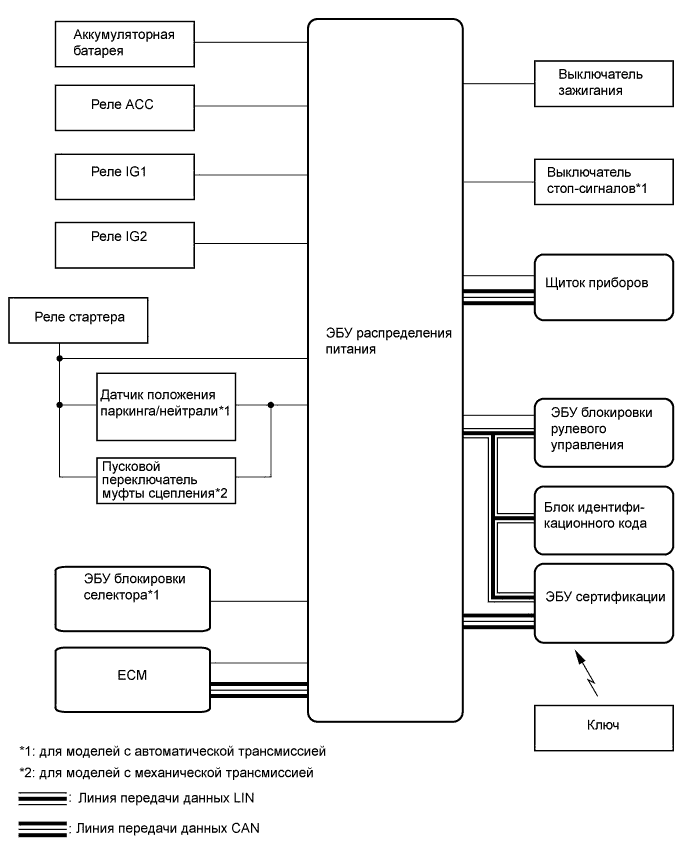 Аккумуляторная
батарея
Реле ACC
Реле IG1
Реле IG2
Реле стартера
Датчик положения
паркинга/нейтрали*1
Пусковой
переключатель
муфты сцепления*2
ЭБУ блокировки
селектора*1
ECM
ЭБУ распределения
питания
Выключатель
зажигания
Выключатель
стоп-сигналов*1
Щиток приборов
ЭБУ блокировки
рулевого
управления
Блок идентифи-
кационного кода
ЭБУ сертификации
Ключ
*1: для моделей с автоматической трансмиссией
*2: для моделей с механической трансмиссией
: Линия передачи данных LIN
: Линия передачи данных CAN